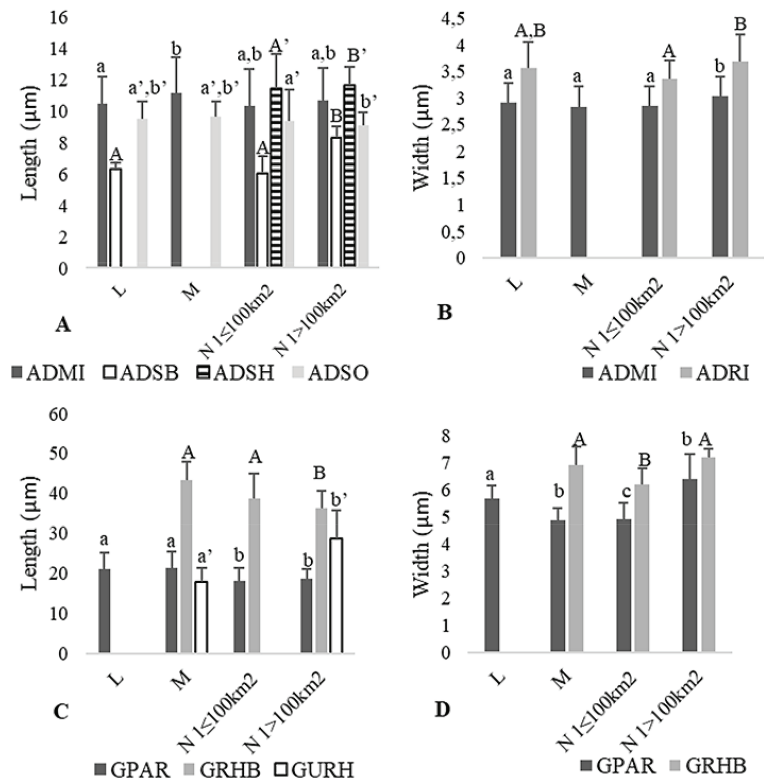 16
14
12
10
8
6
4
2
0
Length (µm)
a
A
a’,b’
b
a’,b’
a,b
A
A’
a’
a,b
B
B’
b’
L
M
N 1≤100km2
N 1>100km2
A
ADMI ADSB ADSH ADSO
4,5
4
3,5
3
2,5
2
1,5
1
0,5
0
Width (µm)
a
A,B
a
a
A
b
B
L
M
N 1≤100km2
N 1>100km2
B
ADMI ADRI
60
50
40
30
20
10
0
Length (µm)
a
a
A
a’
b
A
b
B
b’
L
M
N 1≤100km2
N 1>100km2
C
GPAR GRHB GURH
8
7
6
5
4
3
2
1
0
Width (µm)
a
b
A
c
B
b
A
L
M
N 1≤100km2
N 1>100km2
D
GPAR GRHB